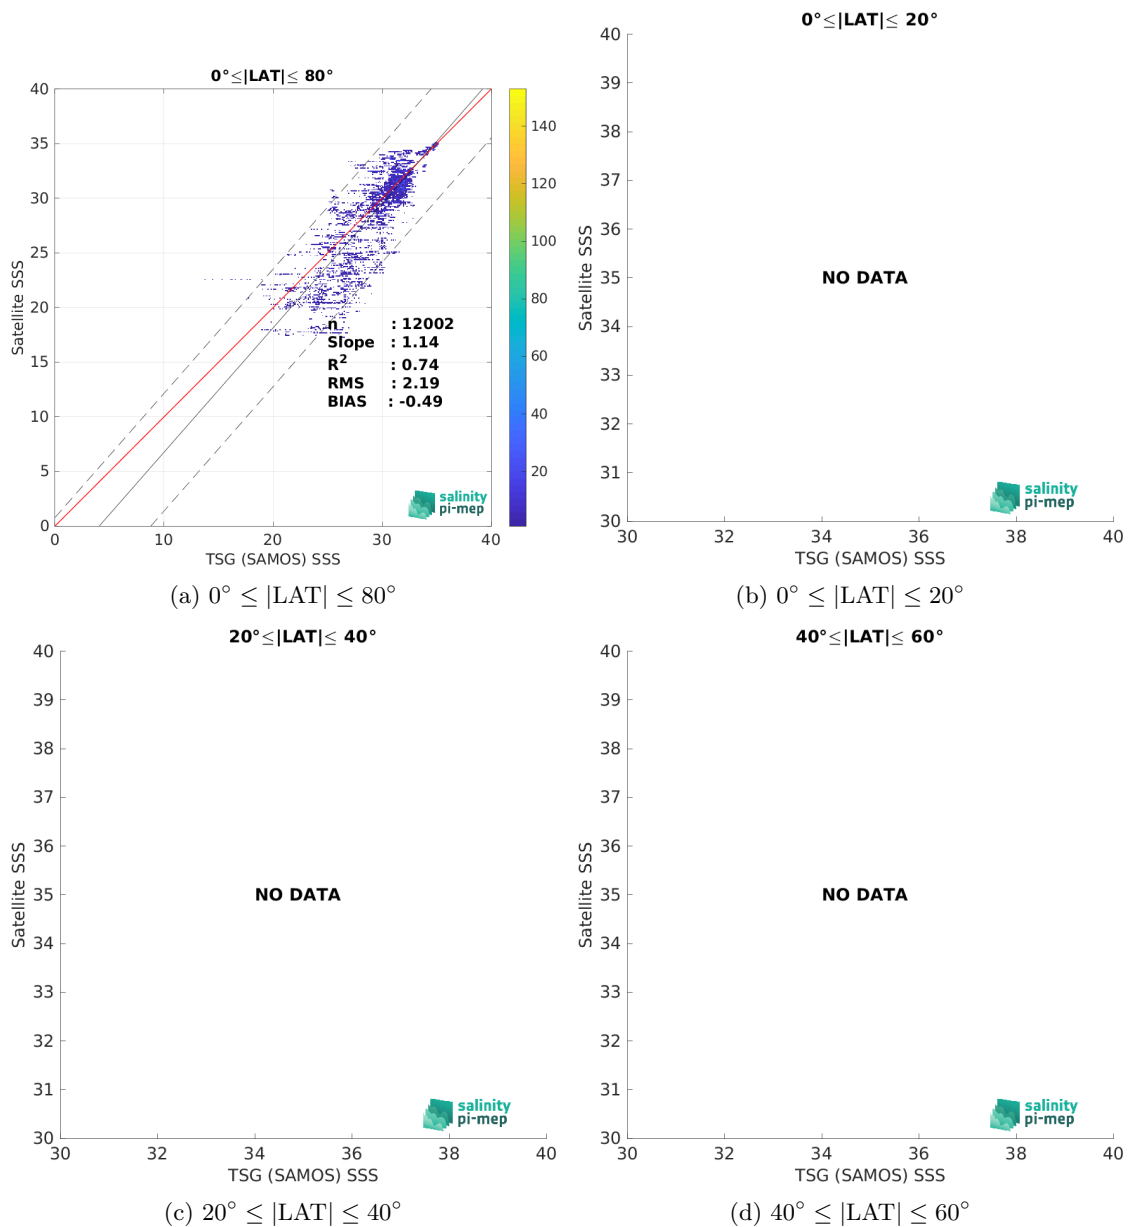 0°≤|LAT|≤ 80°
40
35
30
25
20
15
10
5
0
Satellite SSS
0
10
20
30
40
TSG (SAMOS) SSS
n : 12002
Slope : 1.14
R² : 0.74
RMS : 2.19
BIAS : -0.49
salinity
pi-mep
140
120
100
80
60
40
20
(a) 0° ≤ |LAT| ≤ 80°
0°≤|LAT|≤ 20°
40
39
38
37
36
35
34
33
32
31
30
Satellite SSS
NO DATA
salinity
pi-mep
30
32
34
36
38
40
TSG (SAMOS) SSS
(b) 0° ≤ |LAT| ≤ 20°
20°≤|LAT|≤ 40°
40
39
38
37
36
35
34
33
32
31
30
Satellite SSS
NO DATA
salinity
pi-mep
30
32
34
36
38
40
TSG (SAMOS) SSS
(c) 20° ≤ |LAT| ≤ 40°
40°≤|LAT|≤ 60°
40
39
38
37
36
35
34
33
32
31
30
Satellite SSS
NO DATA
salinity
pi-mep
30
32
34
36
38
40
TSG (SAMOS) SSS
(d) 40° ≤ |LAT| ≤ 60°